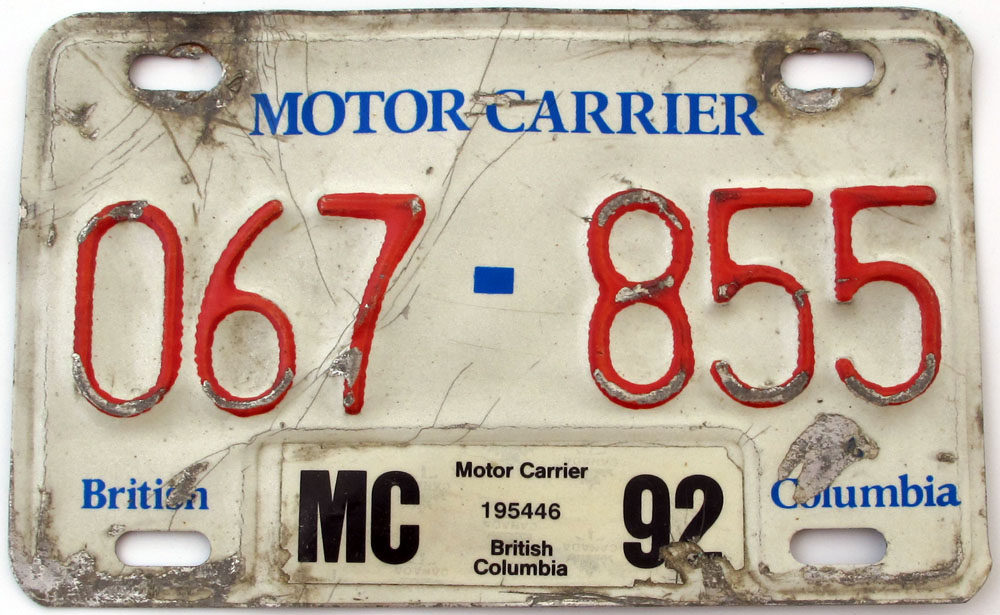 MOTOR CARRIER
067-855
British Columbia
MC Motor Carrier 92
195446
British
Columbia